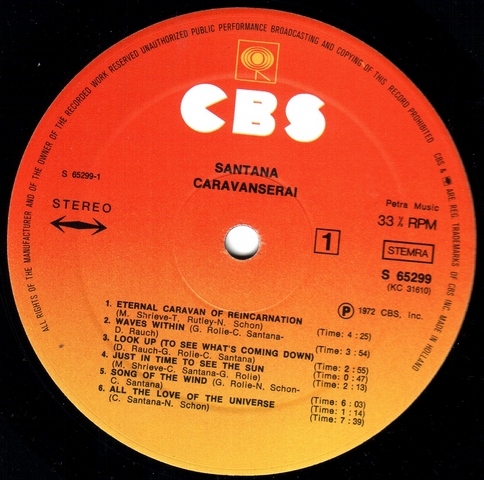 ALL RIGHTS OF THE MANUFACTURER AND OF THE OWNER OF THE RECORDED WORK RESERVED UNAUTHORIZED PUBLIC PERFORMANCE BROADCASTING AND COPYING OF THIS RECORD PROHIBITED
CBS & ARE REG. TRADEMARKS OF CBS INC MADE IN HOLLAND
CBS
SANTANA
CARAVANSERAI
S 65299-1
STEREO
1
Petra Music
33 ⅓ RPM
STEMRA
S 65299
(KC 31610)
Ⓟ 1972 CBS, Inc.
1. ETERNAL CARAVAN OF REINCARNATION
(M. Shrieve-T. Rutley-N. Schon) (Time: 4 : 25)
2. WAVES WITHIN (G. Rolie-C. Santana-
D. Rauch) (Time: 3 : 54)
3. LOOK UP (TO SEE WHAT'S COMING DOWN)
(D. Rauch-G. Rolie-C. Santana) (Time: 2 : 55)
4. JUST IN TIME TO SEE THE SUN (Time: 0 : 47)
(M. Shrieve-C. Santana-G. Rolie) (Time: 2 : 13)
5. SONG OF THE WIND (G. Rolie-N. Schon-
C. Santana) (Time: 6 : 03)
6. ALL THE LOVE OF THE UNIVERSE (Time: 1 : 14)
(C. Santana-N. Schon) (Time: 7 : 39)